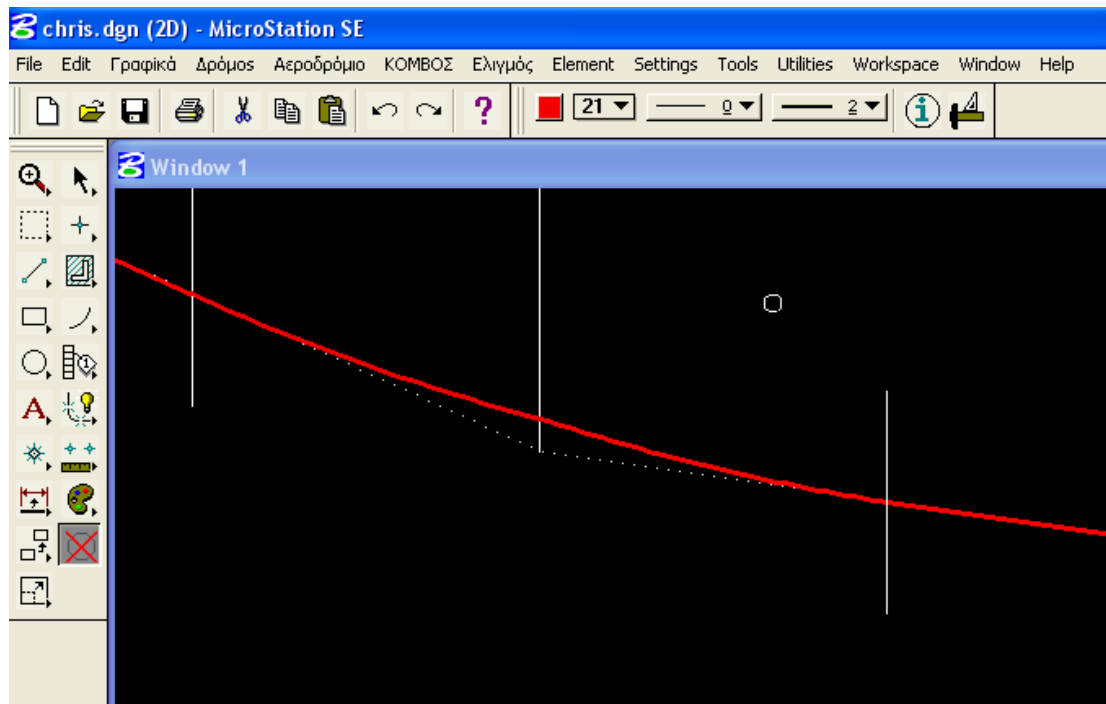 chris.dgn (2D) - MicroStation SE
File Edit Γραφικά Δρόμος Αεροδρόμιο ΚΟΜΒΟΣ Ελιγμός Element Settings Tools Utilities Workspace Window Help
21 0 2
Window 1